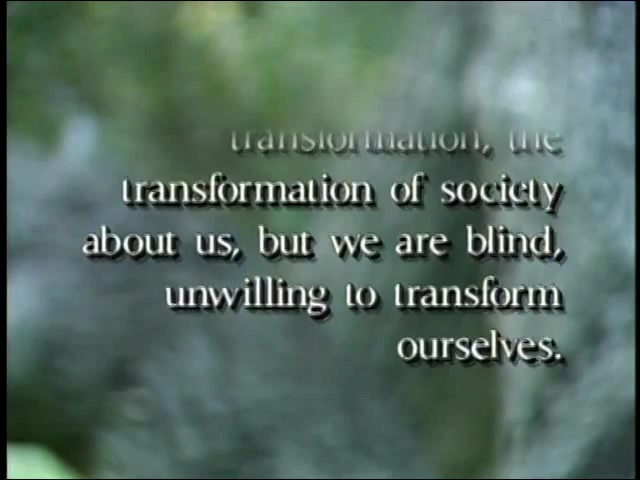 transformation, the
transformation of society
about us, but we are blind,
unwilling to transform
ourselves.